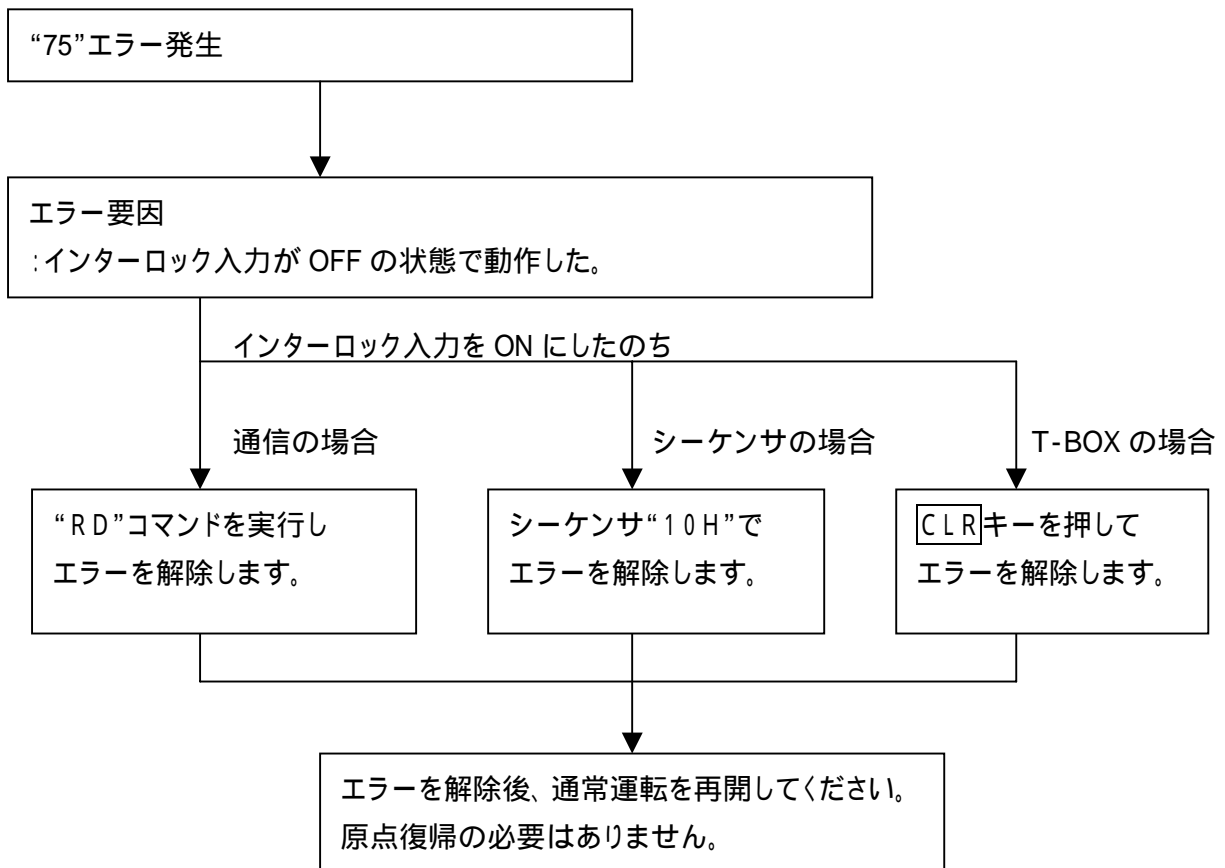 “75”エラー発生
エラー要因
:インターロック入力が OFF の状態で動作した。
インターロック入力を ON にしたのち
通信の場合
シーケンサの場合
T-BOX の場合
“RD”コマンドを実行し
エラーを解除します。
シーケンサ“10H”で
エラーを解除します。
CLRキーを押して
エラーを解除します。
エラーを解除後、通常運転を再開してください。
原点復帰の必要はありません。